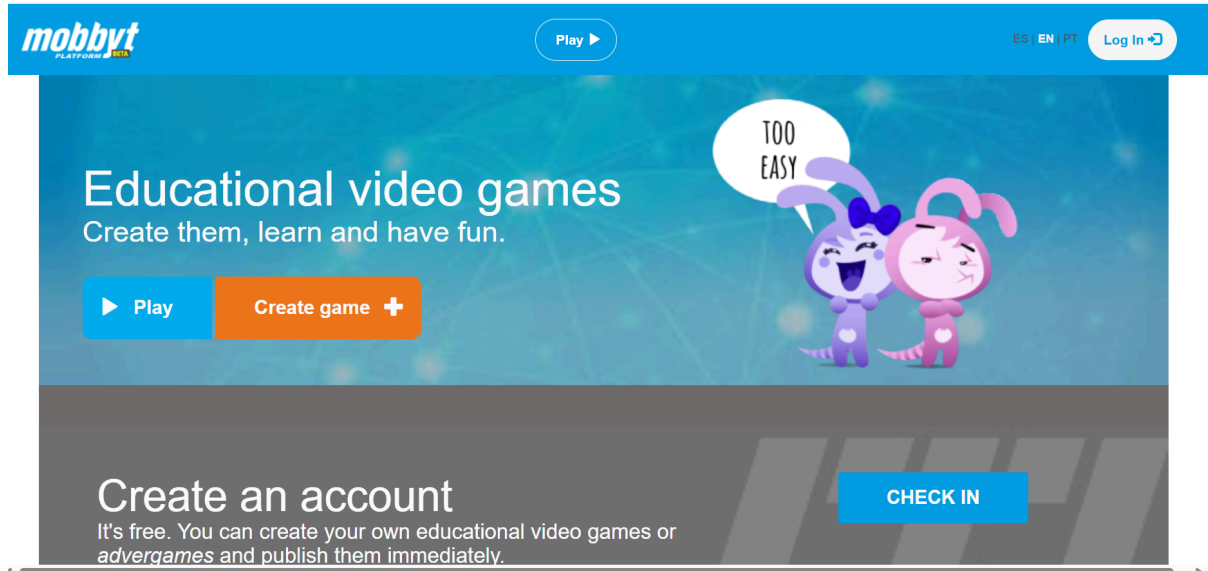 mobbyt
PLATFORM BETA
Play
ES | EN | PT
Log In
TOO
EASY
Educational video games
Create them, learn and have fun.
Play
Create game
Create an account
CHECK IN
It's free. You can create your own educational video games or
advergames and publish them immediately.